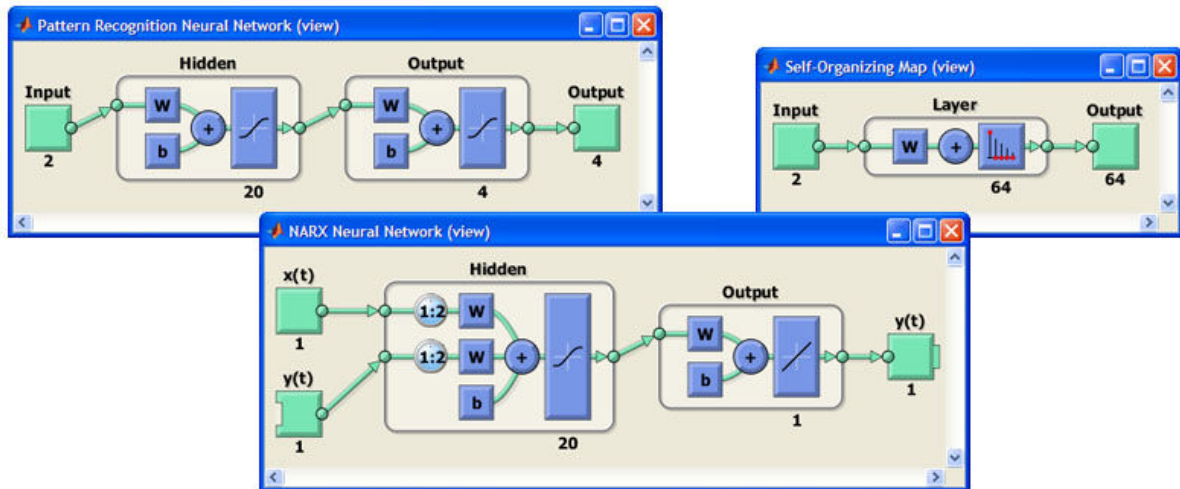 Pattern Recognition Neural Network (view)
Hidden
Output
Input
Output
W
b
+
W
b
+
2
20
4
4
Self-Organizing Map (view)
Layer
Input
Output
W
+
2
64
64
NARX Neural Network (view)
Hidden
x(t)
Output
1:2
W
1
y(t)
1:2
W
+
W
+
y(t)
b
b
1
1
1
20